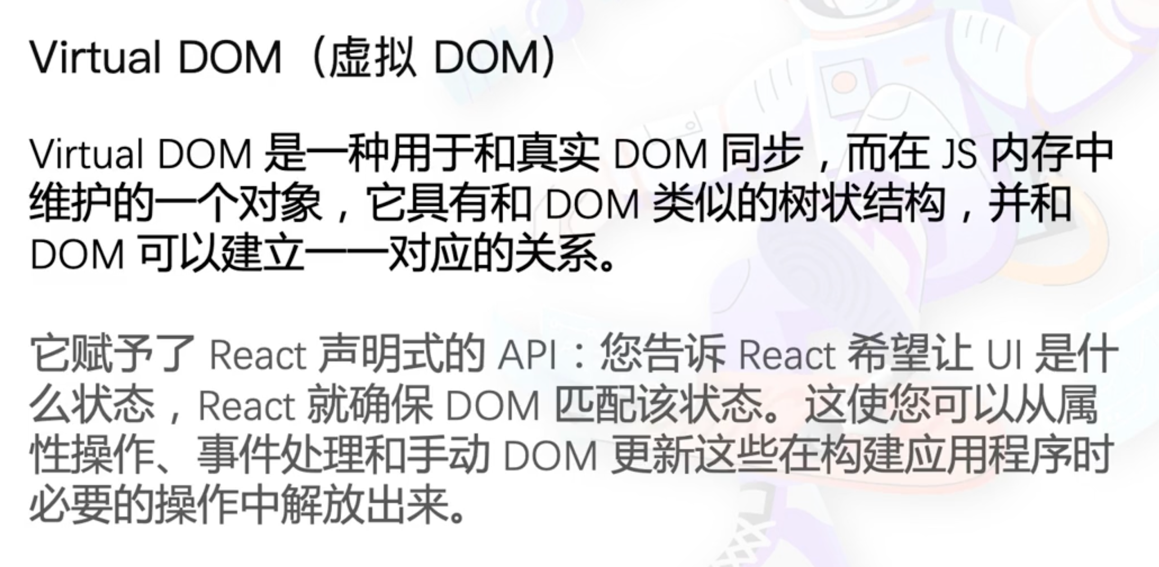 Virtual DOM（虚拟 DOM）
Virtual DOM 是一种用于和真实 DOM 同步，而在 JS 内存中
维护的一个对象，它具有和 DOM 类似的树状结构，并和
DOM 可以建立一一对应的关系。
它赋予了 React 声明式的 API：您告诉 React 希望让 UI 是什
么状态，React 就确保 DOM 匹配该状态。这使您可以从属
性操作、事件处理和手动 DOM 更新这些在构建应用程序时
必要的操作中解放出来。